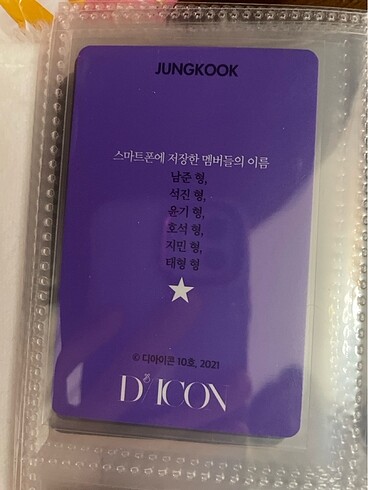 JUNGKOOK
스마트폰에 저장한 멤버들의 이름
남준 형,
석진 형,
윤기 형,
호석 형,
지민 형,
태형 형
© 디아이콘 10호, 2021
D/ICON